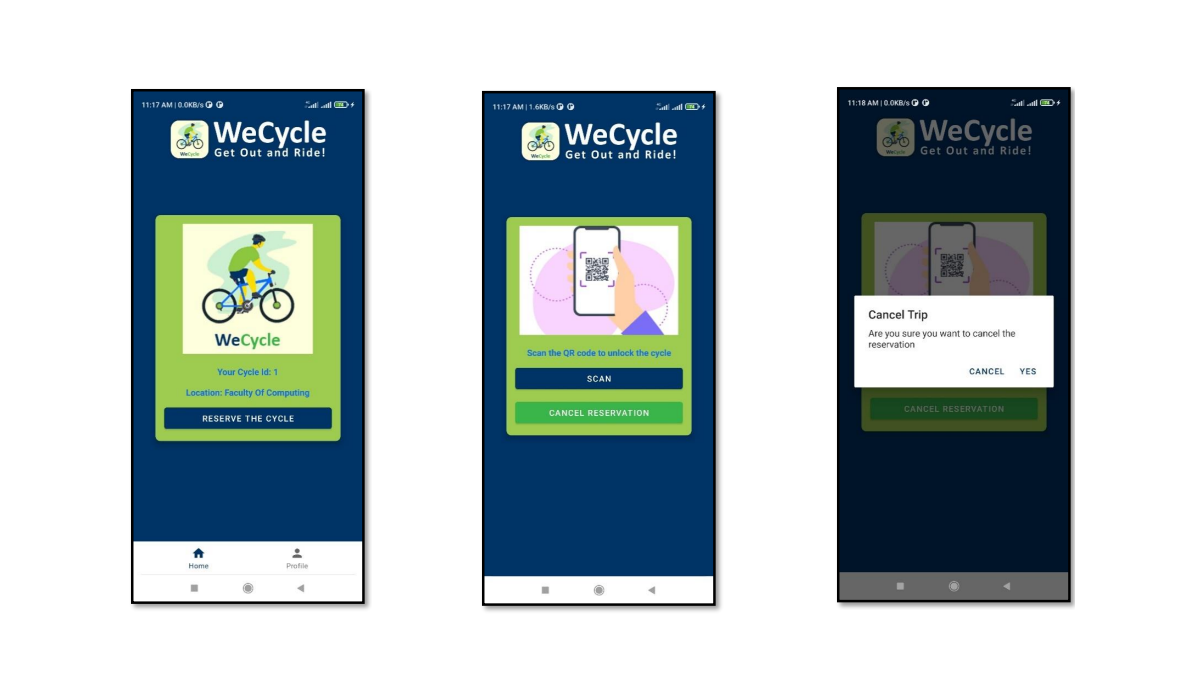 11:17 AM | 0.0KB/s
WeCycle
WeCycle
Get Out and Ride!
WeCycle
Your Cycle Id: 1
Location: Faculty Of Computing
RESERVE THE CYCLE
Home
Profile
11:17 AM | 1.6KB/s
WeCycle
WeCycle
Get Out and Ride!
Scan the QR code to unlock the cycle
SCAN
CANCEL RESERVATION
11:18 AM | 0.0KB/s
WeCycle
WeCycle
Get Out and Ride!
Cancel Trip
Are you sure you want to cancel the
reservation
CANCEL
YES
CANCEL RESERVATION